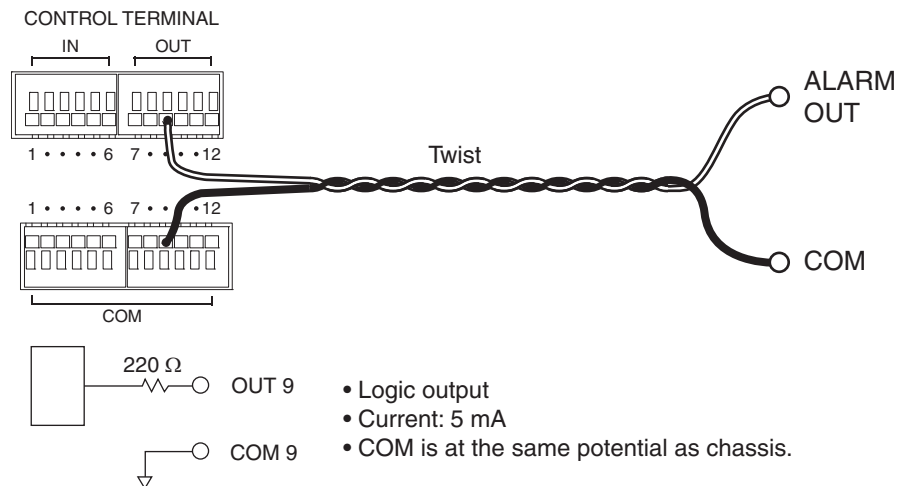 CONTROL TERMINAL
IN OUT
1 • • • • 6 7 • • • • 12
Twist
ALARM
OUT
1 • • • • 6 7 • • • • 12
COM
COM
220 Ω
OUT 9
COM 9
• Logic output
• Current: 5 mA
• COM is at the same potential as chassis.